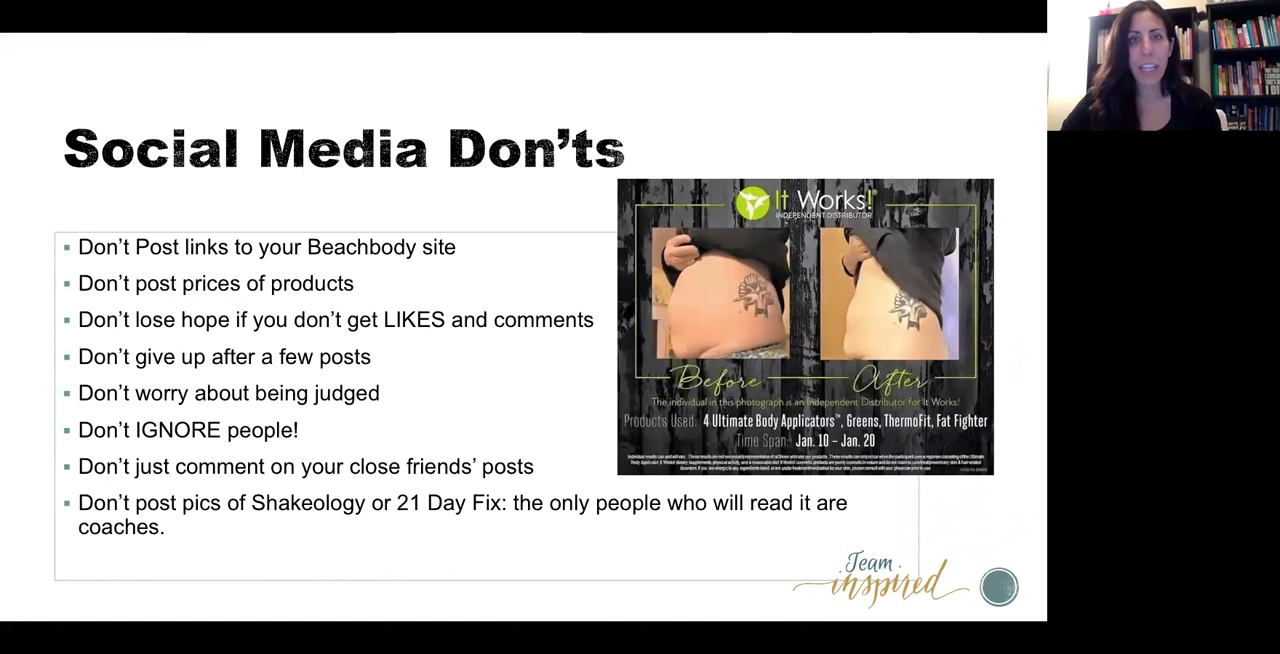 Social Media Don'ts
▪ Don't Post links to your Beachbody site
▪ Don't post prices of products
▪ Don't lose hope if you don't get LIKES and comments
▪ Don't give up after a few posts
▪ Don't worry about being judged
▪ Don't IGNORE people!
▪ Don't just comment on your close friends' posts
▪ Don't post pics of Shakeology or 21 Day Fix: the only people who will read it are
coaches.
It Works!®
INDEPENDENT DISTRIBUTOR
Before After
The individual in this photograph is an Independent Distributor for It Works!
Products Used: 4 Ultimate Body Applicators™, Greens, ThermoFit, Fat Fighter
Time Span: Jan. 10 – Jan. 20
Team
inspired